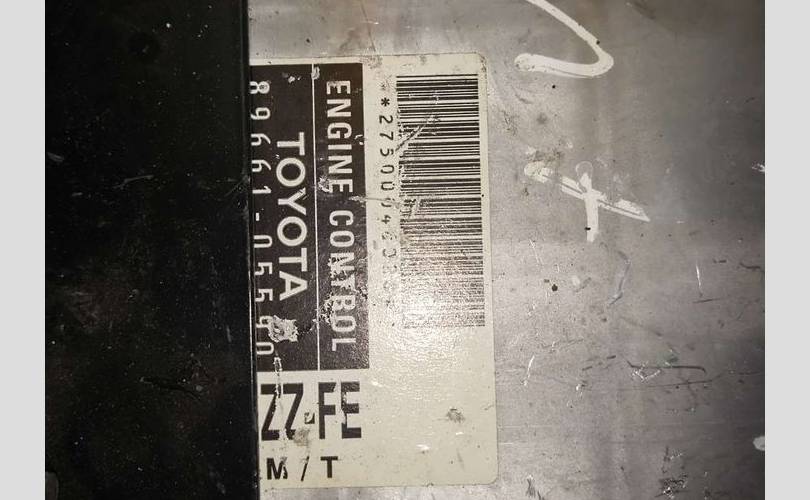 ENGINE CONTROL
TOYOTA
89661-05590
ZZ-FE
M/T